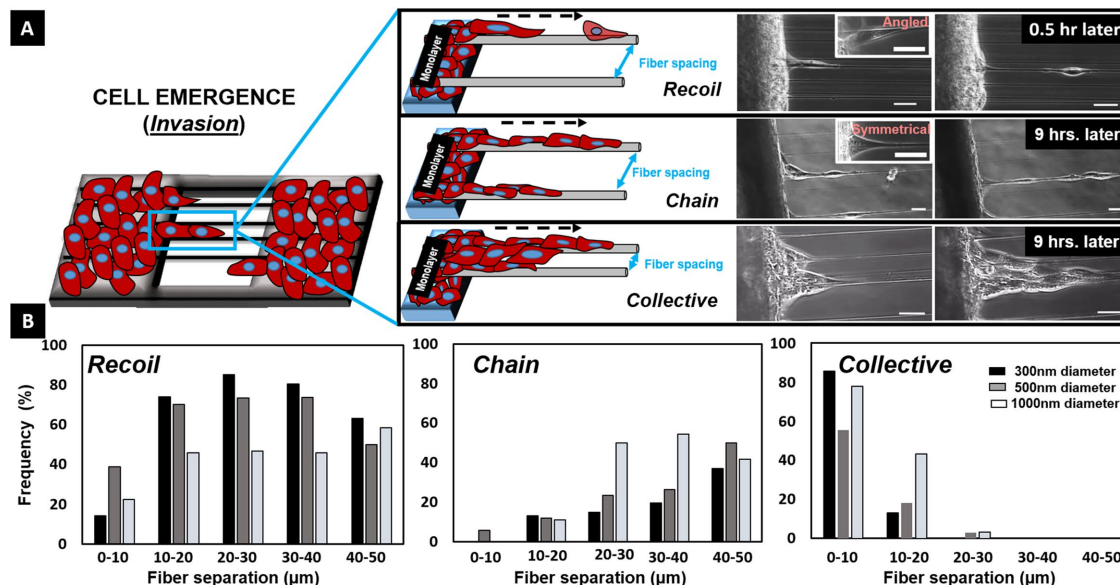 A
CELL EMERGENCE
(Invasion)
Monolayer
Fiber spacing
Recoil
Angled
0.5 hr later
Monolayer
Fiber spacing
Chain
Symmetrical
9 hrs. later
Monolayer
Fiber spacing
Collective
9 hrs. later
B
Recoil
Frequency (%)
100
80
60
40
20
0
0-10 10-20 20-30 30-40 40-50
Fiber separation (µm)
Chain
100
80
60
40
20
0
0-10 10-20 20-30 30-40 40-50
Fiber separation (µm)
Collective
300nm diameter
500nm diameter
1000nm diameter
100
80
60
40
20
0
0-10 10-20 20-30 30-40 40-50
Fiber separation (µm)